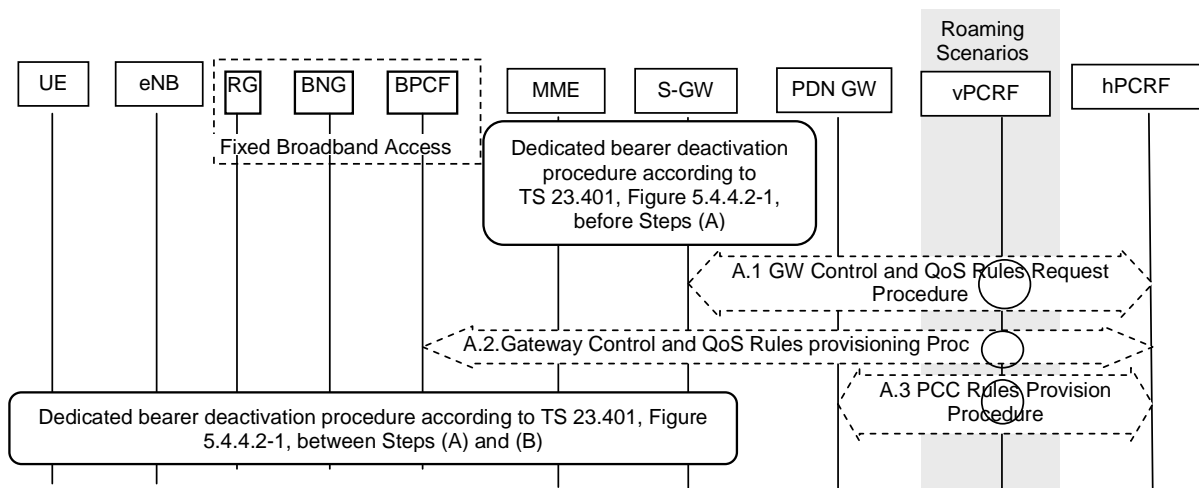 Roaming
Scenarios
UE
eNB
RG
BNG
BPCF
MME
S-GW
PDN GW
vPCRF
hPCRF
Fixed Broadband Access
Dedicated bearer deactivation
procedure according to
TS 23.401, Figure 5.4.4.2-1,
before Steps (A)
A.1 GW Control and QoS Rules Request
Procedure
A.2.Gateway Control and QoS Rules provisioning Proc
A.3 PCC Rules Provision
Procedure
Dedicated bearer deactivation procedure according to TS 23.401, Figure
5.4.4.2-1, between Steps (A) and (B)